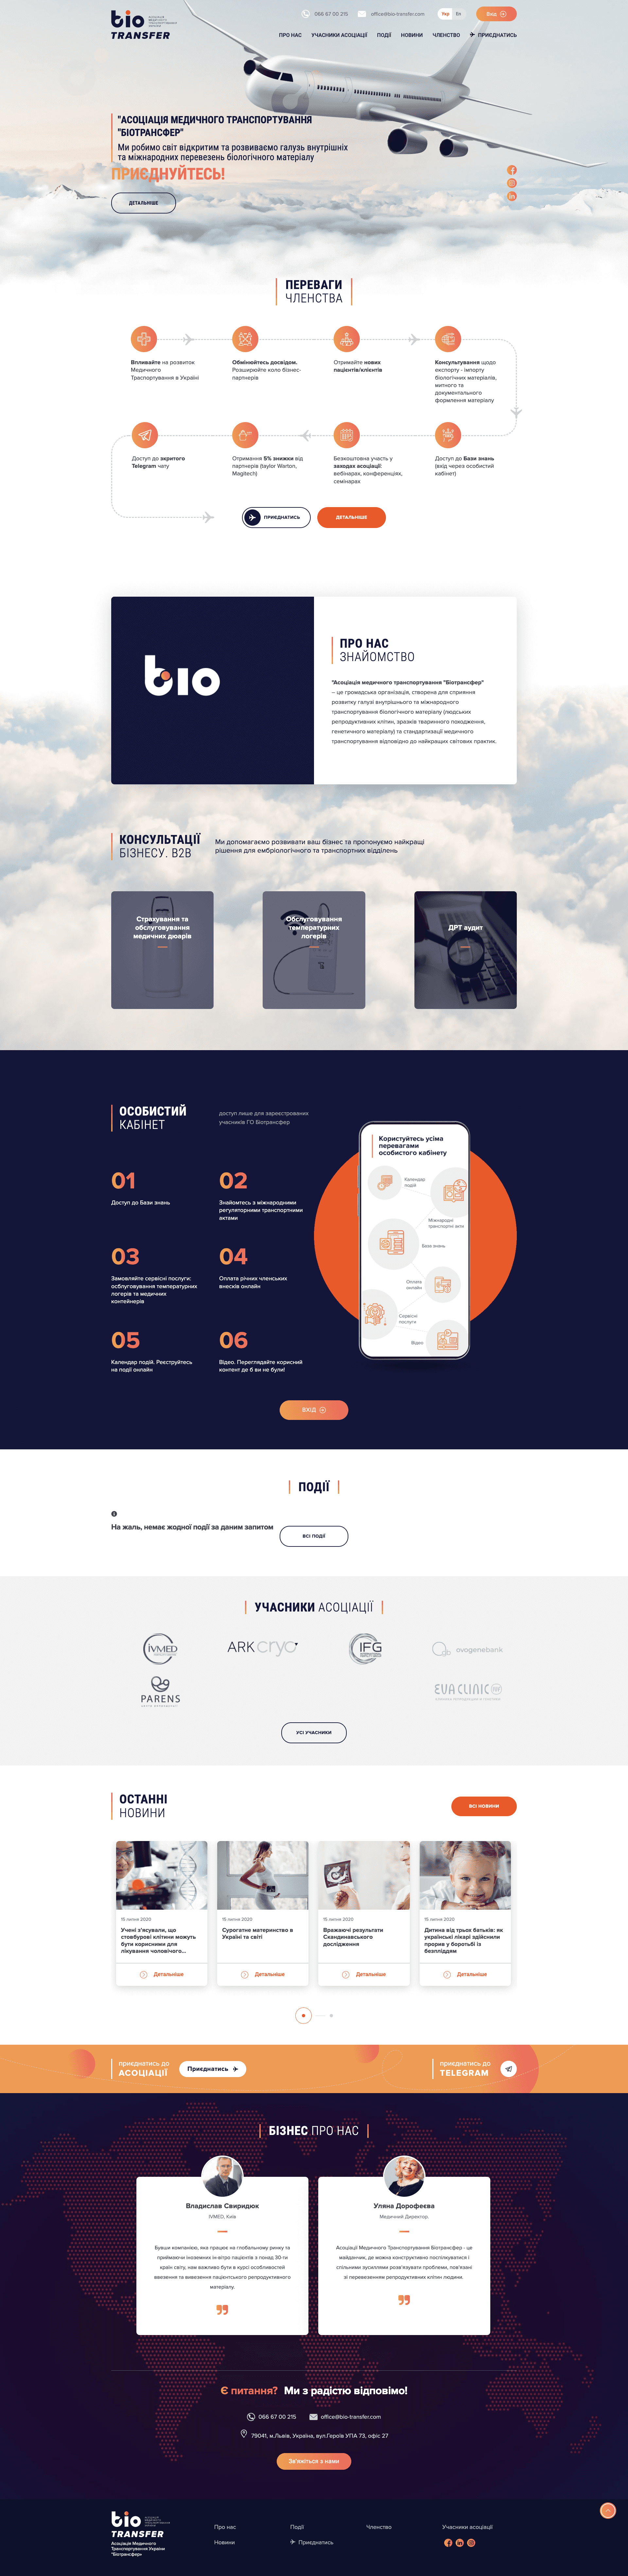 bio
АСОЦІАЦІЯ
МЕДИЧНОГО
ТРАНСПОРТУВАННЯ
УКРАЇНИ
TRANSFER
066 67 00 215
office@bio-transfer.com
Укр
En
Вхід
ПРО НАС
УЧАСНИКИ АСОЦІАЦІЇ
ПОДІЇ
НОВИНИ
ЧЛЕНСТВО
ПРИЄДНАТИСЬ
"АСОЦІАЦІЯ МЕДИЧНОГО ТРАНСПОРТУВАННЯ
"БІОТРАНСФЕР"
Ми робимо світ відкритим та розвиваємо галузь внутрішніх
та міжнародних перевезень біологічного матеріалу
ПРИЄДНУЙТЕСЬ!
ДЕТАЛЬНІШЕ
ПЕРЕВАГИ
ЧЛЕНСТВА
Впливайте на розвиток
Медичного
Траспортування в Україні
Обмінюйтесь досвідом.
Розширюйте коло бізнес-
партнерів
Отримайте нових
пацієнтів/клієнтів
Консультування щодо
експорту - імпорту
біологічних матеріалів,
митного та
документального
формлення матеріалу
Доступ до зкритого
Telegram чату
Отримання 5% знижки від
партнерів (taylor Warton,
Magitech)
Безкоштовна участь у
заходах асоціації:
вебінарах, конференціях,
семінарах
Доступ до Бази знань
(вхід через особистий
кабінет)
ПРИЄДНАТИСЬ
ДЕТАЛЬНІШЕ
bio
ПРО НАС
ЗНАЙОМСТВО
"Асоціація медичного транспортування "Біотрансфер"
– це громадська організація, створена для сприяння
розвитку галузі внутрішнього та міжнародного
транспортування біологічного матеріалу (людських
репродуктивних клітин, зразків тваринного походження,
генетичного матеріалу) та стандартизації медичного
транспортування відповідно до найкращих світових практик.
КОНСУЛЬТАЦІЇ
БІЗНЕСУ. B2B
Ми допомагаємо розвивати ваш бізнес та пропонуємо найкращі
рішення для ембріологічного та транспортних відділень
Страхування та
обслуговування
медичних дюарів
Обслуговування
температурних
логерів
ДРТ аудит
ОСОБИСТИЙ
КАБІНЕТ
доступ лише для зареєстрованих
учасників ГО Біотрансфер
01
Доступ до Бази знань
02
Знайомтесь з міжнародними
регуляторними транспортними
актами
03
Замовляйте сервісні послуги:
осблуговування температурних
логерів та медичних
контейнерів
04
Оплата річних членських
внесків онлайн
05
Календар подій. Реєструйтесь
на події онлайн
06
Відео. Переглядайте корисний
контент де б ви не були!
Користуйтесь усіма
перевагами
особистого кабінету
Календар
подій
Міжнародні
транспортні акти
База знань
Оплата
онлайн
Сервісні
послуги
Відео
ВХІД
ПОДІЇ
На жаль, немає жодної події за даним запитом
ВСІ ПОДІЇ
УЧАСНИКИ АСОЦІАЦІЇ
IVMED
ARK cryo
IFG
ovogenebank
PARENS
EVA CLINIC IVF
УСІ УЧАСНИКИ
ОСТАННІ
НОВИНИ
ВСІ НОВИНИ
15 липня 2020
Учені з'ясували, що
стовбурові клітини можуть
бути корисними для
лікування чоловічого...
Детальніше
15 липня 2020
Сурогатне материнство в
Україні та світі
Детальніше
15 липня 2020
Вражаючі результати
Скандинавського
дослідження
Детальніше
15 липня 2020
Дитина від трьох батьків: як
українські лікарі здійснили
прорив у боротьбі із
безпліддям
Детальніше
приєднатись до
АСОЦІАЦІЇ
Приєднатись
приєднатись до
TELEGRAM
БІЗНЕС ПРО НАС
Владислав Свиридюк
IVMED, Київ
Бувши компанією, яка працює на глобальному ринку та
приймаючи іноземних ін-вітро пацієнтів з понад 30-ти
країн світу, нам важливо бути в курсі особливостей
ввезення та вивезення пацієнтського репродуктивного
матеріалу.
Уляна Дорофеєва
Медичний Директор.
Асоціації Медичного Транспортування Біотрансфер - це
майданчик, де можна конструктивно поспілкуватися і
спільними зусиллями розв'язувати проблеми, пов'язані
зі перевезенням репродуктивних клітин людини.
Є питання? Ми з радістю відповімо!
066 67 00 215
office@bio-transfer.com
79041, м.Львів, Україна, вул.Героїв УПА 73, офіс 27
Зв'яжіться з нами
bio
АСОЦІАЦІЯ
МЕДИЧНОГО
ТРАНСПОРТУВАННЯ
УКРАЇНИ
TRANSFER
Асоціація Медичного
Транспортування України
"Біотрансфер"
Про нас
Події
Членство
Учасники асоціації
Новини
Приєднатись